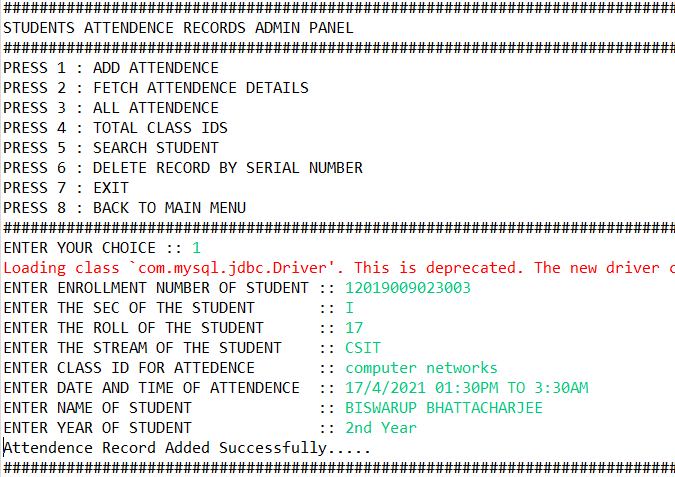 ###########################################################################
STUDENTS ATTENDENCE RECORDS ADMIN PANEL
###########################################################################
PRESS 1 : ADD ATTENDENCE
PRESS 2 : FETCH ATTENDENCE DETAILS
PRESS 3 : ALL ATTENDENCE
PRESS 4 : TOTAL CLASS IDS
PRESS 5 : SEARCH STUDENT
PRESS 6 : DELETE RECORD BY SERIAL NUMBER
PRESS 7 : EXIT
PRESS 8 : BACK TO MAIN MENU
###########################################################################
ENTER YOUR CHOICE :: 1
Loading class `com.mysql.jdbc.Driver'. This is deprecated. The new driver c
ENTER ENROLLMENT NUMBER OF STUDENT :: 12019009023003
ENTER THE SEC OF THE STUDENT       :: I
ENTER THE ROLL OF THE STUDENT      :: 17
ENTER THE STREAM OF THE STUDENT    :: CSIT
ENTER CLASS ID FOR ATTEDENCE       :: computer networks
ENTER DATE AND TIME OF ATTENDENCE  :: 17/4/2021 01:30PM TO 3:30AM
ENTER NAME OF STUDENT              :: BISWARUP BHATTACHARJEE
ENTER YEAR OF STUDENT              :: 2nd Year
Attendence Record Added Successfully.....
###########################################################################